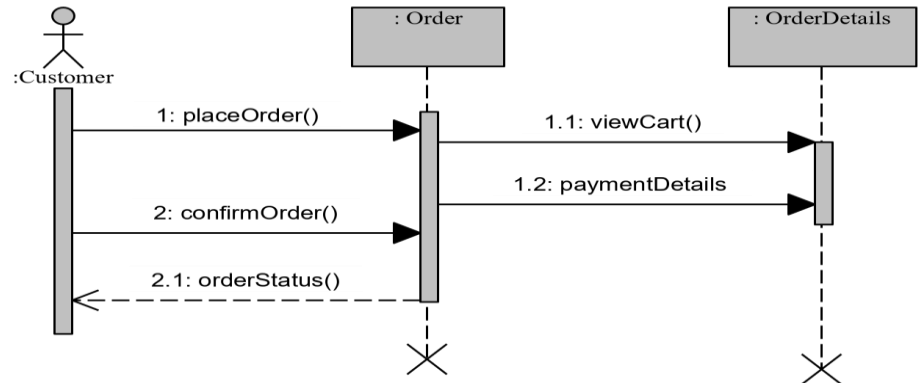 : Order
: OrderDetails
:Customer
1: placeOrder()
1.1: viewCart()
1.2: paymentDetails
2: confirmOrder()
2.1: orderStatus()